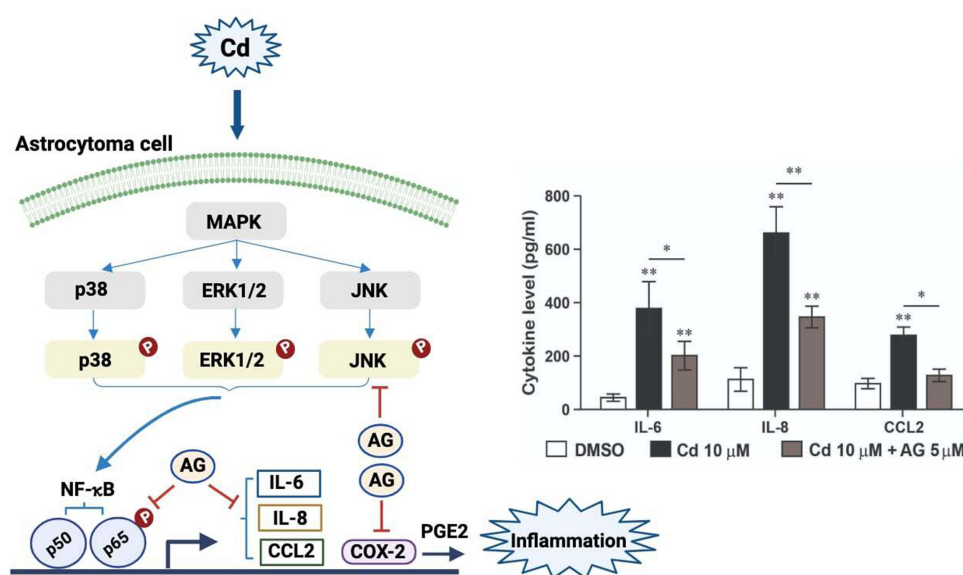 Cd
Astrocytoma cell
MAPK
p38 ERK1/2 JNK
P P P
p38 ERK1/2 JNK
AG
AG AG
NF-κB
IL-6
P
IL-8
PGE2
p50 p65
CCL2 COX-2 Inflammation
Cytokine level (pg/ml)
800
600
400
200
0
**
**
*
**
**
**
*
**
IL-6 IL-8 CCL2
DMSO Cd 10 μM Cd 10 μM + AG 5 μM